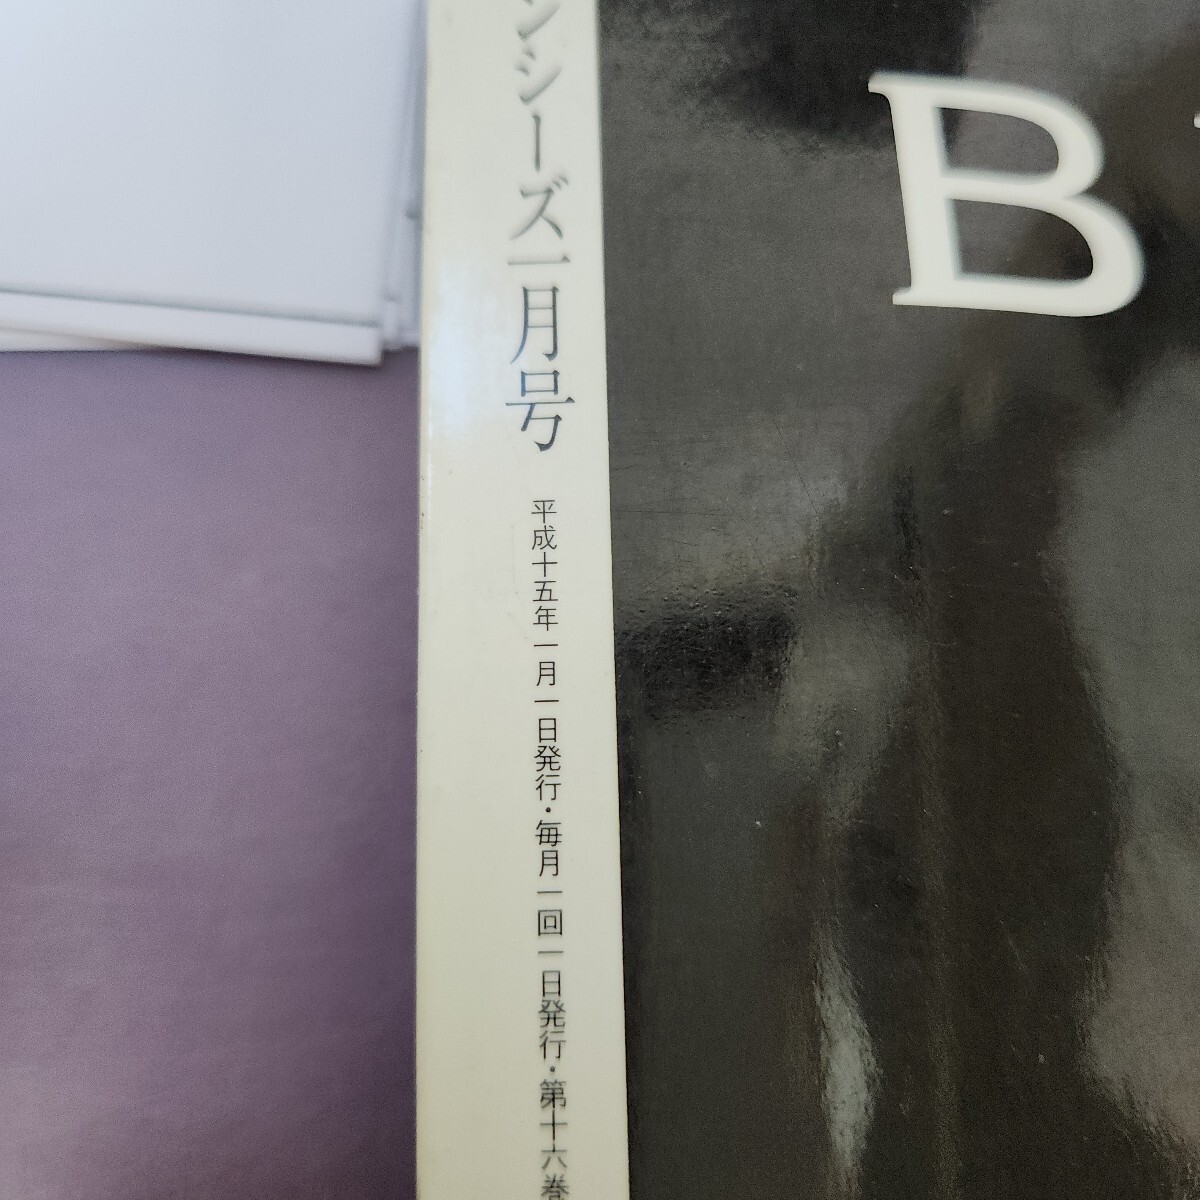 ンシーズ一月号
平成十五年一月一日発行・毎月一回一日発行・第十六巻
B